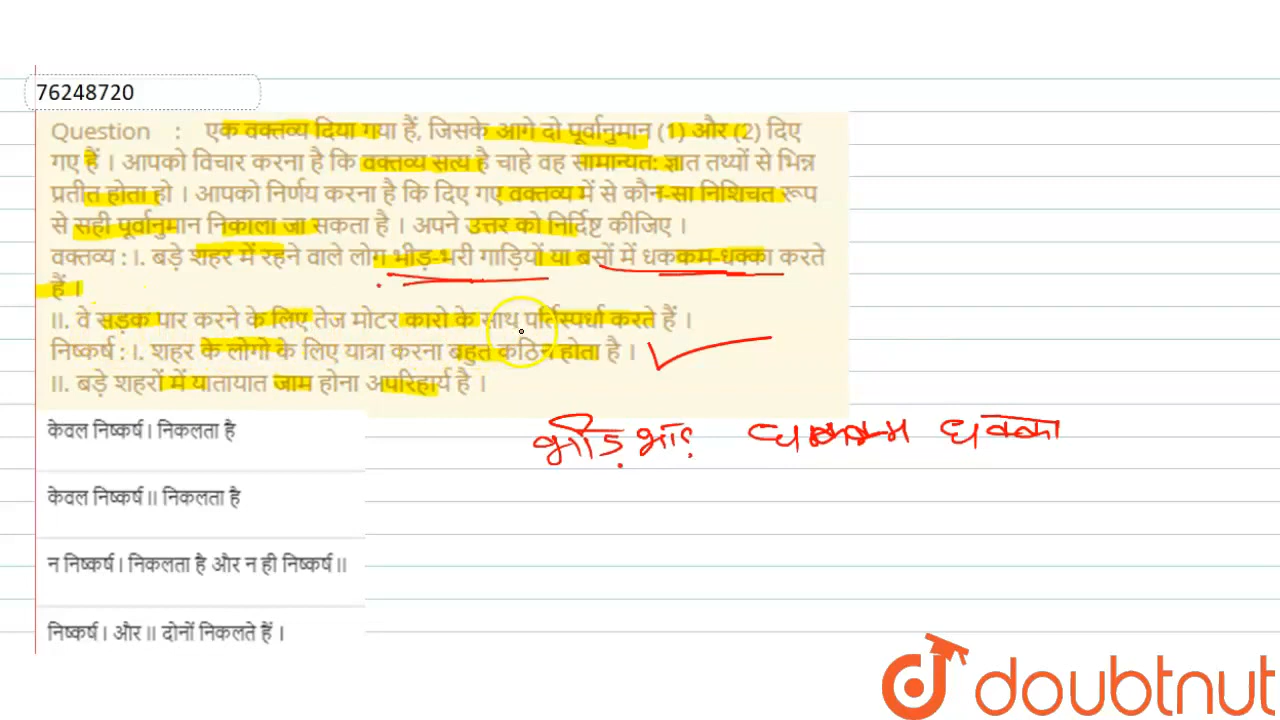 76248720
Question : एक वक्तव्य दिया गया हैं, जिसके आगे दो पूर्वानुमान (1) और (2) दिए
गए हैं । आपको विचार करना है कि वक्तव्य सत्य है चाहे वह सामान्यत: ज्ञात तथ्यों से भिन्न
प्रतीत होता हो । आपको निर्णय करना है कि दिए गए वक्तव्य में से कौन-सा निशिचत रूप
से सही पूर्वानुमान निकाला जा सकता है । अपने उत्तर को निर्दिष्ट कीजिए ।
वक्तव्य : I. बड़े शहर में रहने वाले लोग भीड़-भरी गाड़ियों या बसों में धककम-धक्का करते
हैं ।
II. वे सड़क पार करने के लिए तेज मोटर कारो के साथ पर्तिस्पर्धा करते हैं ।
निष्कर्ष : I. शहर के लोगो के लिए यात्रा करना बहुत कठिन होता है ।
II. बड़े शहरों में यातायात जाम होना अपरिहार्य है ।
केवल निष्कर्ष I निकलता है
भीड़ भाड़ धक्कम धक्का
केवल निष्कर्ष II निकलता है
न निष्कर्ष I निकलता है और न ही निष्कर्ष II
निष्कर्ष I और II दोनों निकलते हैं ।
doubtnut